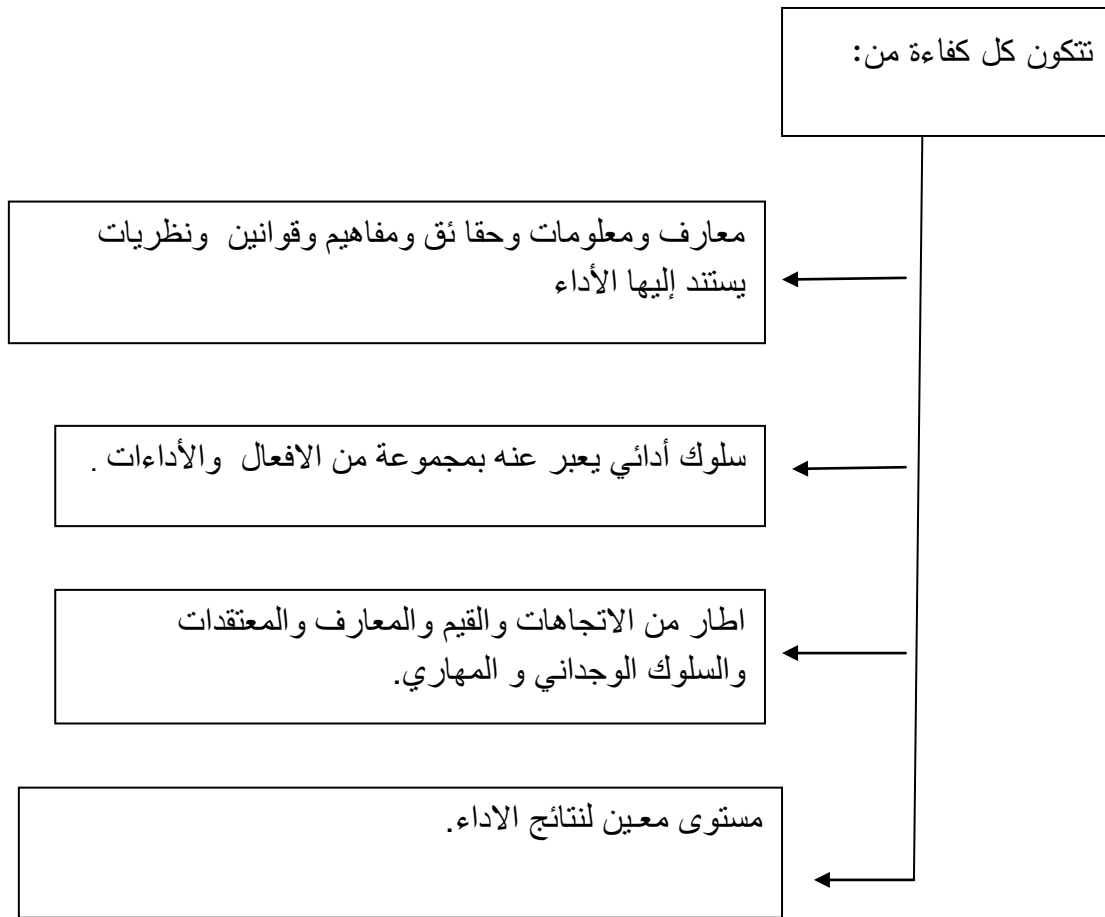 تتكون كل كفاءة من:
معارف ومعلومات وحقا ئق ومفاهيم وقوانين ونظريات
يستند إليها الأداء
سلوك أدائي يعبر عنه بمجموعة من الافعال والأداءات .
اطار من الاتجاهات والقيم والمعارف والمعتقدات
والسلوك الوجداني و المهاري.
مستوى معين لنتائج الاداء.